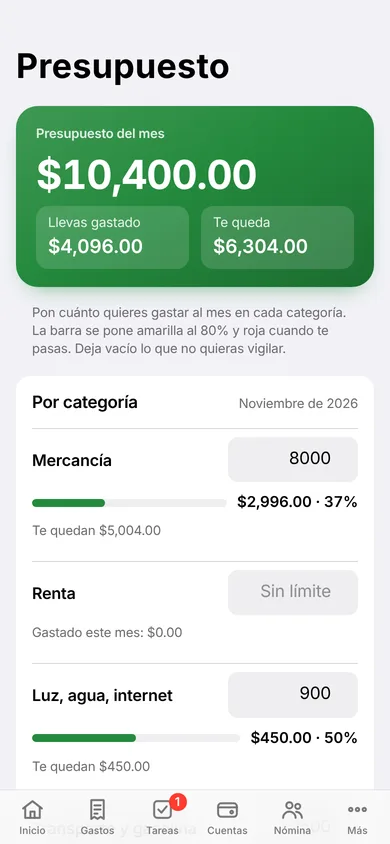 Presupuesto
Presupuesto del mes
$10,400.00
Llevas gastado
$4,096.00
Te queda
$6,304.00
Pon cuánto quieres gastar al mes en cada categoría.
La barra se pone amarilla al 80% y roja cuando te
pasas. Deja vacío lo que no quieras vigilar.
Por categoría
Noviembre de 2026
Mercancía
8000
$2,996.00 · 37%
Te quedan $5,004.00
Renta
Sin límite
Gastado este mes: $0.00
Luz, agua, internet
900
$450.00 · 50%
Te quedan $450.00
1
Inicio
Gastos
Tareas
Cuentas
Nómina
Más